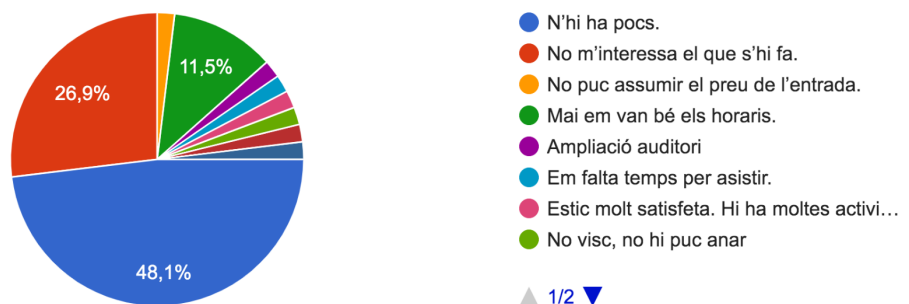 26,9%
11,5%
48,1%
N’hi ha pocs.
No m’interessa el que s’hi fa.
No puc assumir el preu de l’entrada.
Mai em van bé els horaris.
Ampliació auditori
Em falta temps per asistir.
Estic molt satisfeta. Hi ha moltes activi…
No visc, no hi puc anar
1/2